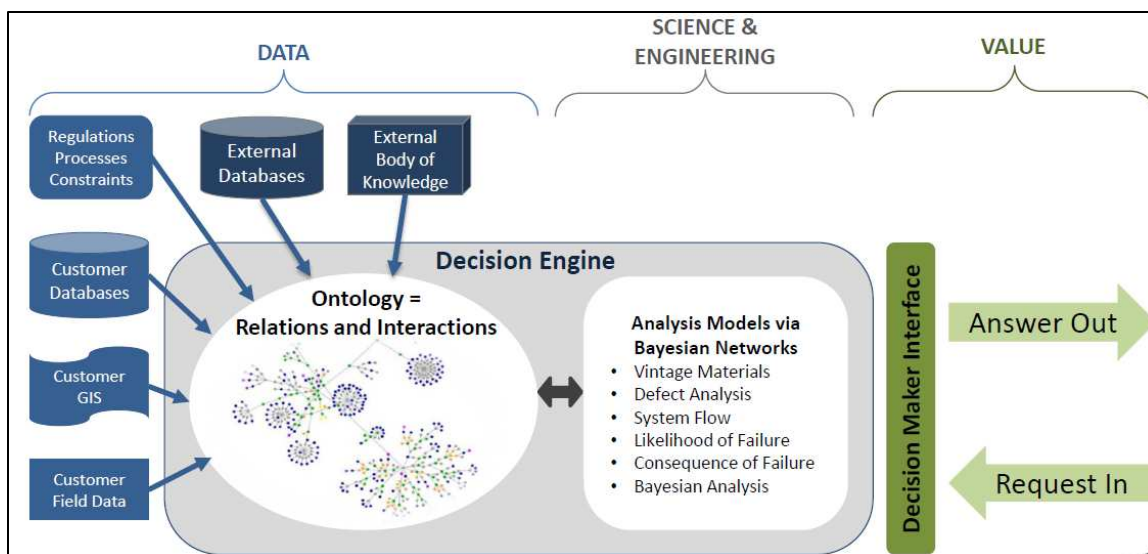 DATA
SCIENCE &
ENGINEERING
VALUE
Regulations
Processes
Constraints
External
Databases
External
Body of
Knowledge
Customer
Databases
Customer
GIS
Customer
Field Data
Decision Engine
Ontology =
Relations and Interactions
Analysis Models via
Bayesian Networks
• Vintage Materials
• Defect Analysis
• System Flow
• Likelihood of Failure
• Consequence of Failure
• Bayesian Analysis
Decision Maker Interface
Answer Out
Request In